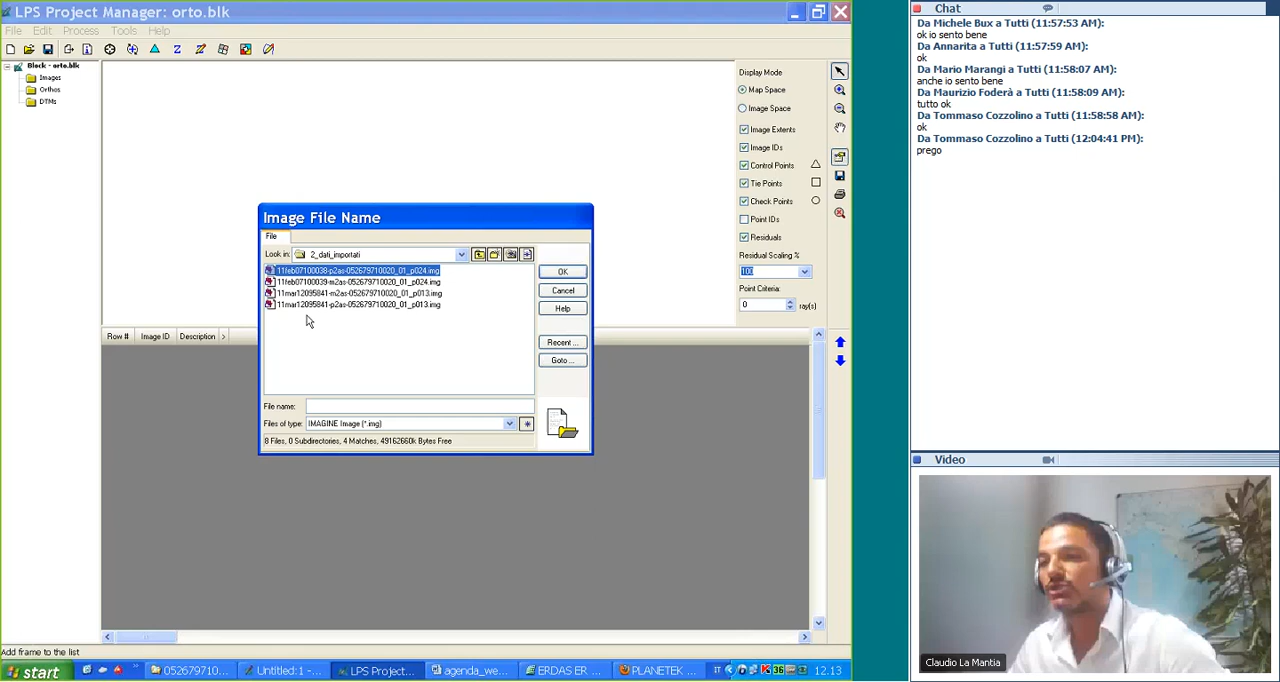 LPS Project Manager: orto.blk
File Edit Process Tools Help
Block - orto.blk
Images
Orthos
DTMs
Display Mode
Map Space
Image Space
Image Extents
Image IDs
Control Points
Tie Points
Check Points
Point IDs
Residuals
Residual Scaling %
100
Point Criteria:
0 ray(s)
Image File Name
File
Look in: 2_dati_importati
11feb07100038-p2as-052679710020_01_p024.img
11feb07100039-m2as-052679710020_01_p024.img
11mar12095841-m2as-052679710020_01_p013.img
11mar12095841-p2as-052679710020_01_p013.img
OK
Cancel
Help
Recent ...
Goto ...
File name:
Files of type: IMAGINE Image (*.img)
8 Files, 0 Subdirectories, 4 Matches, 49162660k Bytes Free
Row # Image ID Description >
Add frame to the list
start
052679710...
Untitled:1 -...
LPS Project...
agenda_we...
ERDAS ER ...
PLANETEK ...
IT
36
12.13
Chat
Da Michele Bux a Tutti (11:57:53 AM):
ok io sento bene
Da Annarita a Tutti (11:57:59 AM):
ok
Da Mario Marangi a Tutti (11:58:07 AM):
anche io sento bene
Da Maurizio Foderà a Tutti (11:58:09 AM):
tutto ok
Da Tommaso Cozzolino a Tutti (11:58:58 AM):
ok
Da Tommaso Cozzolino a Tutti (12:04:41 PM):
prego
Video
Claudio La Mantia